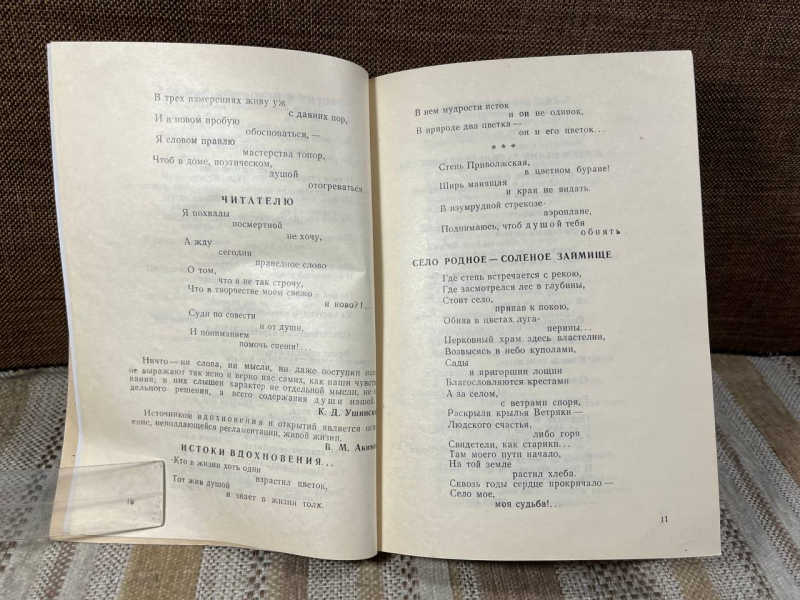 В трех измерениях живу уж
с давних пор,
И в новом пробую
обосноваться, —
Я словом правлю
мастерства топор,
Чтоб в доме, поэтическом,
душой
отогреваться
ЧИТАТЕЛЮ
Я похвалы
посмертной
не хочу,
А жду
сегодня
праведное слово
О том,
что я не так строчу,
Что в творчестве моем свежо
и ново?!..
Суди по совести
и от души,
И пониманием
помочь спеши!..
Ничто — ни слова, ни мысли, ни даже поступки
не выражают так ясно и верно нас самих, как наши
в них слышен характер не отдельной мысли, не
дельного решения, а всего содержания души нашей.
К. Д. Ушинск
Источником вдохновения и открытий является
неподдающейся регламентации, живой жизни.
В. М. Аким
ИСТОКИ ВДОХНОВЕНИЯ...
Кто в жизни хоть один
взрастил цветок,
Тот жив душой
и знает в жизни толк.
В нем мудрости исток
и он не одинок,
В природе два цветка —
он и его цветок...
* * *
Степь Приволжская,
в цветном буране!
Ширь манящая
и края не видать.
В изумрудной стрекозе-
аэроплане,
Поднимаюсь, чтоб душой тебя
обнять
СЕЛО РОДНОЕ — СОЛЕНОЕ ЗАЙМИЩЕ
Где степь встречается с рекою,
Где засмотрелся лес в глубины,
Стоит село,
припав к покою,
Обняв в цветах луга-
перины...
Церковный храм здесь властелин,
Возвысясь в небо куполами,
Сады
и пригоршни лощин
Благословляются крестами
А за селом,
с ветрами споря,
Раскрыли крылья Ветряки —
Людского счастья,
либо горя
Свидетели, как старики...
Там моего пути начало,
На той земле
растил хлеба.
Сквозь годы сердце прокричало —
Село мое,
моя судьба!..
11